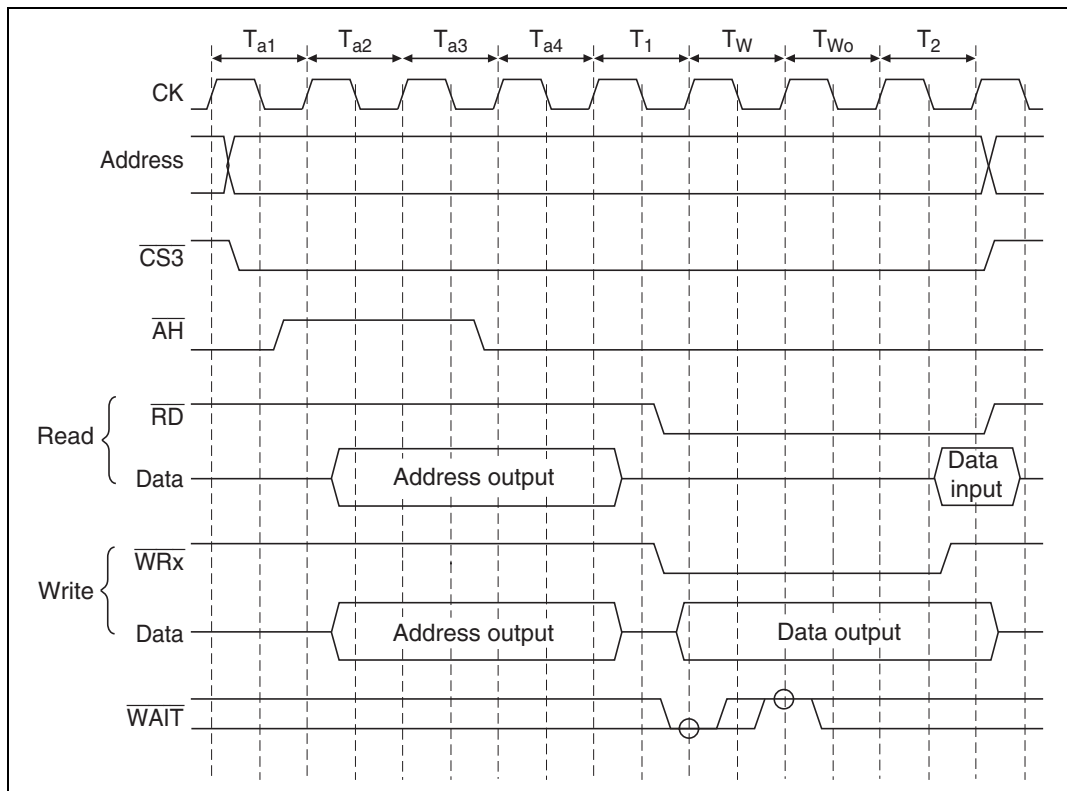 Ta1 Ta2 Ta3 Ta4 T1 TW TWo T2
CK
Address
CS3
AH
RD
Read
Data Address output Data input
WRx
Write
Data Address output Data output
WAIT